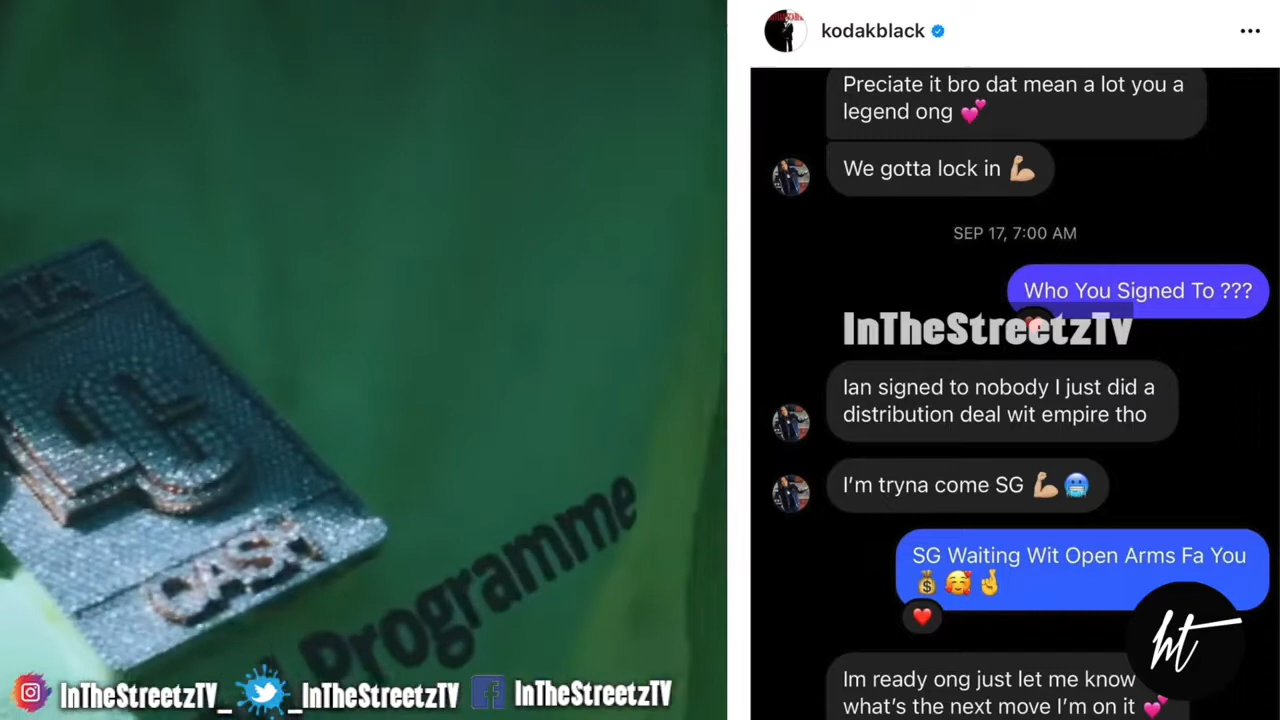 kodakblack
Preciate it bro dat mean a lot you a
legend ong 💕
We gotta lock in 💪🏼
SEP 17, 7:00 AM
Who You Signed To ???
InTheStreetzTv
Ian signed to nobody I just did a
distribution deal wit empire tho
I'm tryna come SG 💪🏼🥶
SG Waiting Wit Open Arms Fa You
💰🥰🤞
Im ready ong just let me know
what's the next move I'm on it 💕
ht
CASH
Programme
InTheStreetzTV_
_InTheStreetzTV
InTheStreetzTV